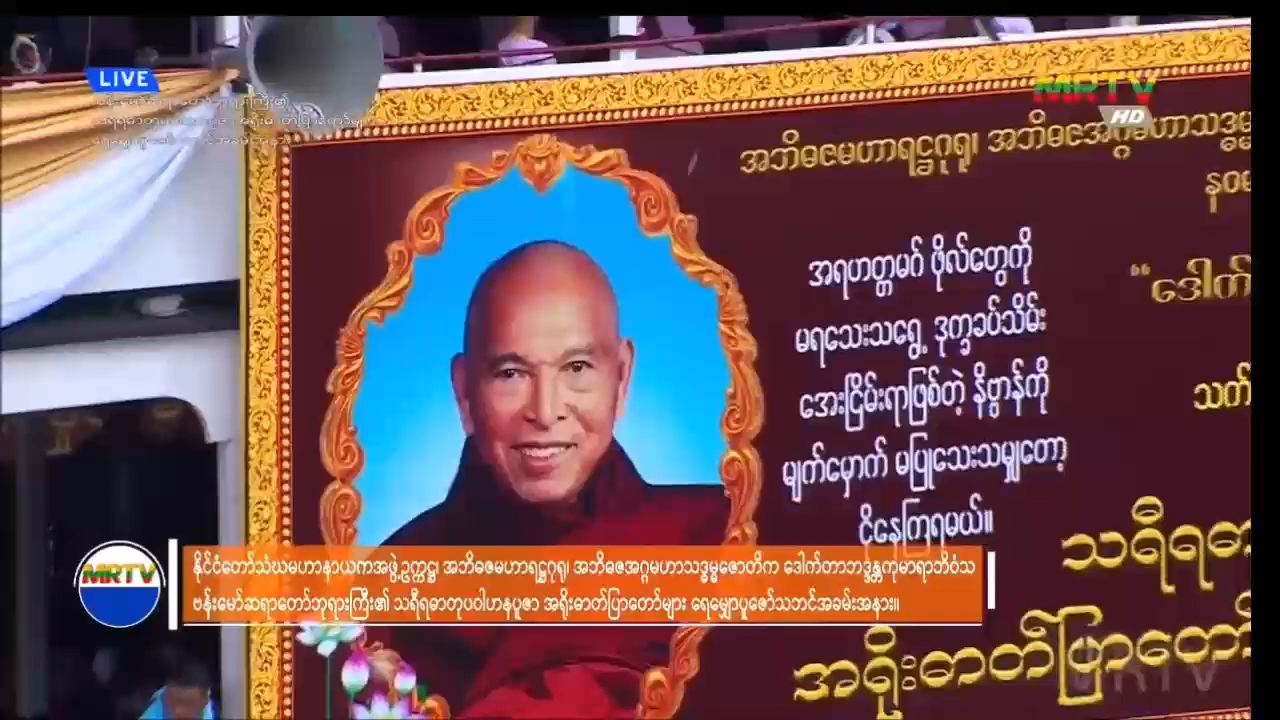 LIVE
MRTV
HD
အဘိဓဇမဟာရဋ္ဌဂုရု၊ အဘိဓဇအဂ္ဂမဟာသဒ္ဓမ္မ
နဝမ
အရဟတ္တမဂ် ဖိုလ်တွေကို
မရသေးသရွေ့ ဒုက္ခခပ်သိမ်း
အေးငြိမ်းရာဖြစ်တဲ့ နိဗ္ဗာန်ကို
မျက်မှောက် မပြုသေးသမျှတော့
ငိုနေကြရမယ်။
“ဒေါက်
သက်
သရီရဓာ
အရိုးဓာတ်ပြာတော်
MRTV
နိုင်ငံတော်သံဃမဟာနာယကအဖွဲ့ဥက္ကဋ္ဌ၊ အဘိဓဇမဟာရဋ္ဌဂုရု၊ အဘိဓဇအဂ္ဂမဟာသဒ္ဓမ္မဇောတိက ဒေါက်တာဘဒ္ဒန္တကုမာရာဘိဝံသ
ဗန်းမော်ဆရာတော်ဘုရားကြီး၏ သရီရဓာတုပဝါဟနပူဇာ အရိုးဓာတ်ပြာတော်များ ရေမျှောပူဇော်သဘင်အခမ်းအနား။
MRTV